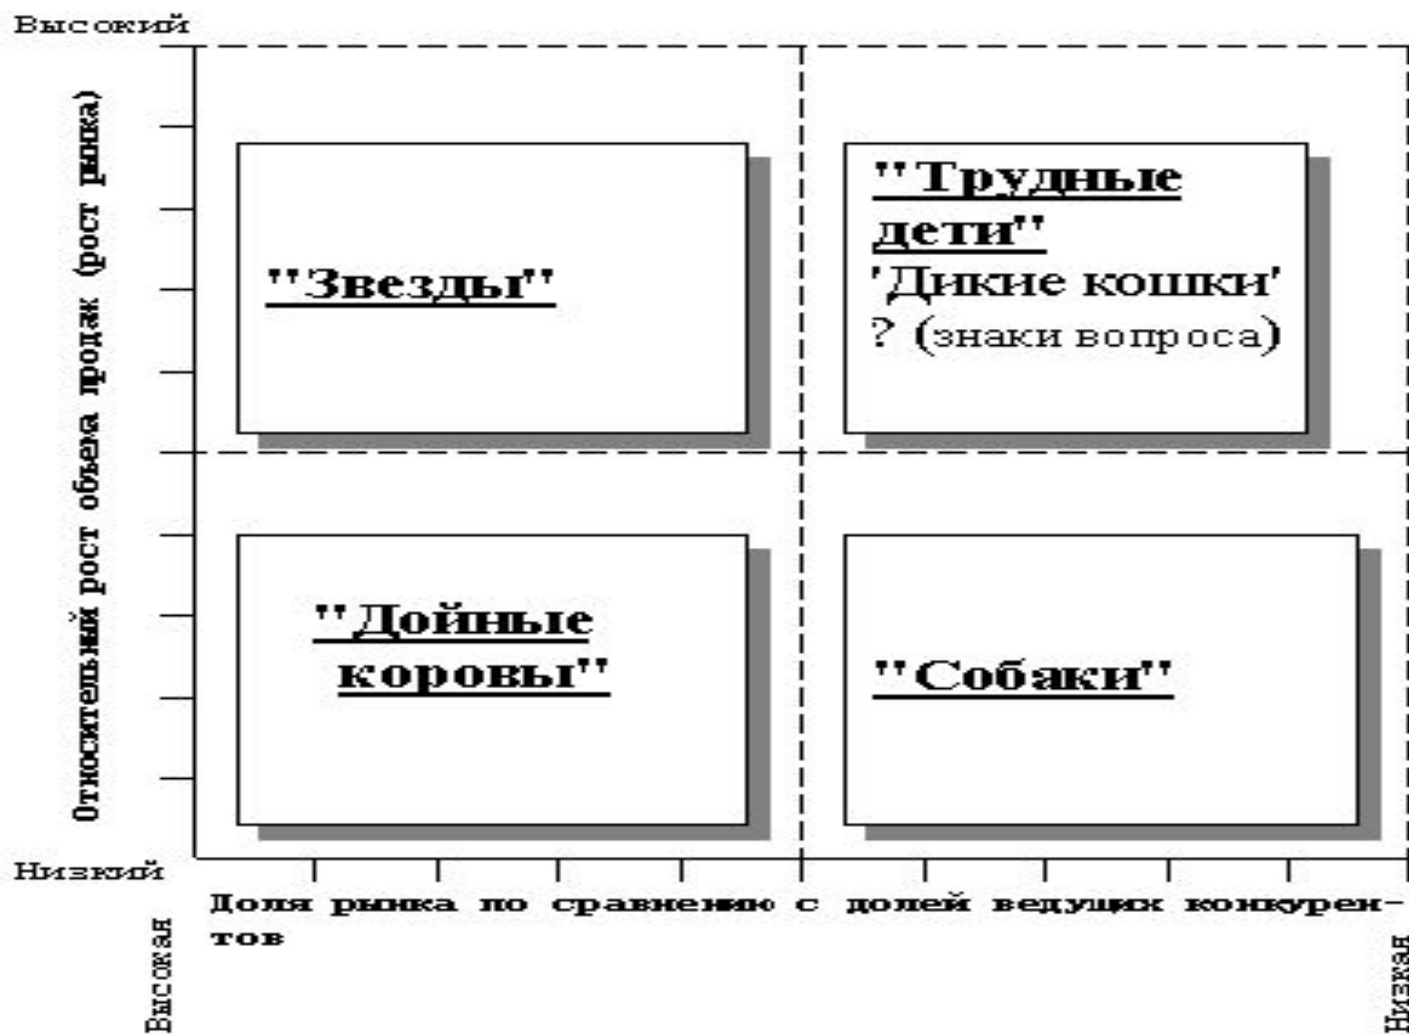 Высокий
Относительный рост объема продаж (рост рынка)
"Звезды"
"Трудные
дети"
'Дикие кошки'
? (знаки вопроса)
"Дойные
коровы"
"Собаки"
Низкий
Доля рынка по сравнению с долей ведущих конкурен-
тов
Высокая
Низкая